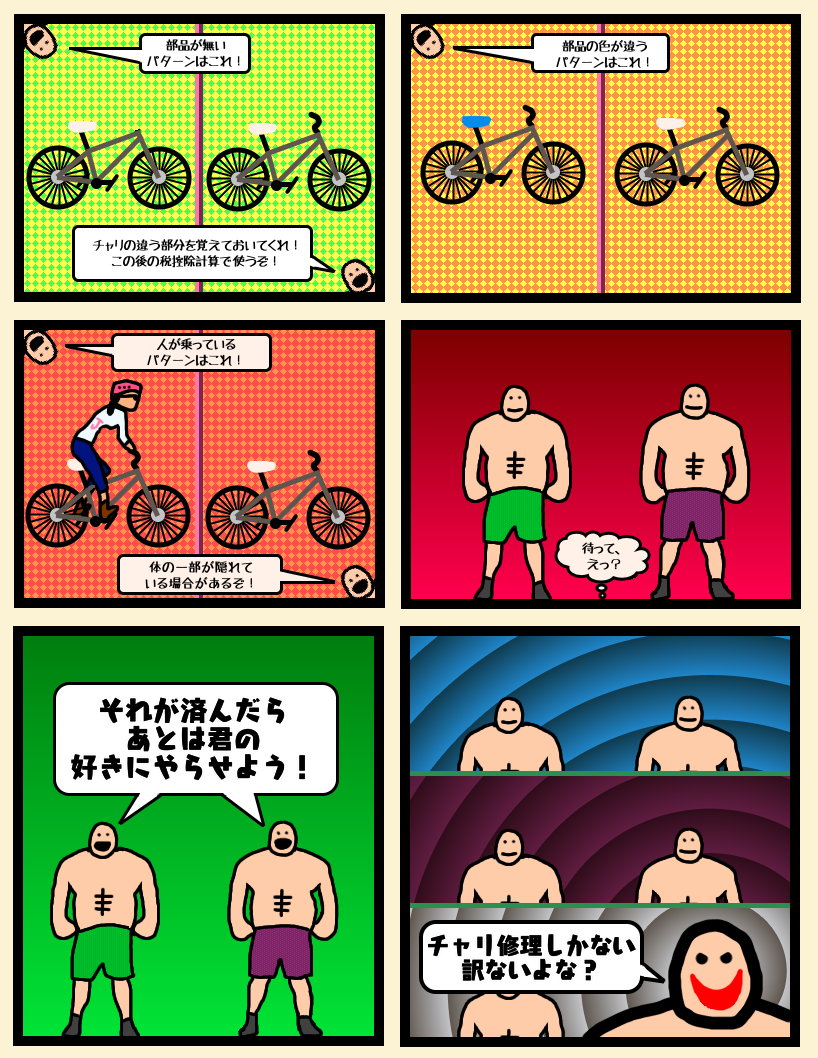 部品が無い
パターンはこれ！
チャリの違う部分を覚えておいてくれ！
この後の税控除計算で使うぞ！
部品の色が違う
パターンはこれ！
人が乗っている
パターンはこれ！
体の一部が隠れて
いる場合があるぞ！
待って、
えっ？
それが済んだら
あとは君の
好きにやらせよう！
チャリ修理しかない
訳ないよな？